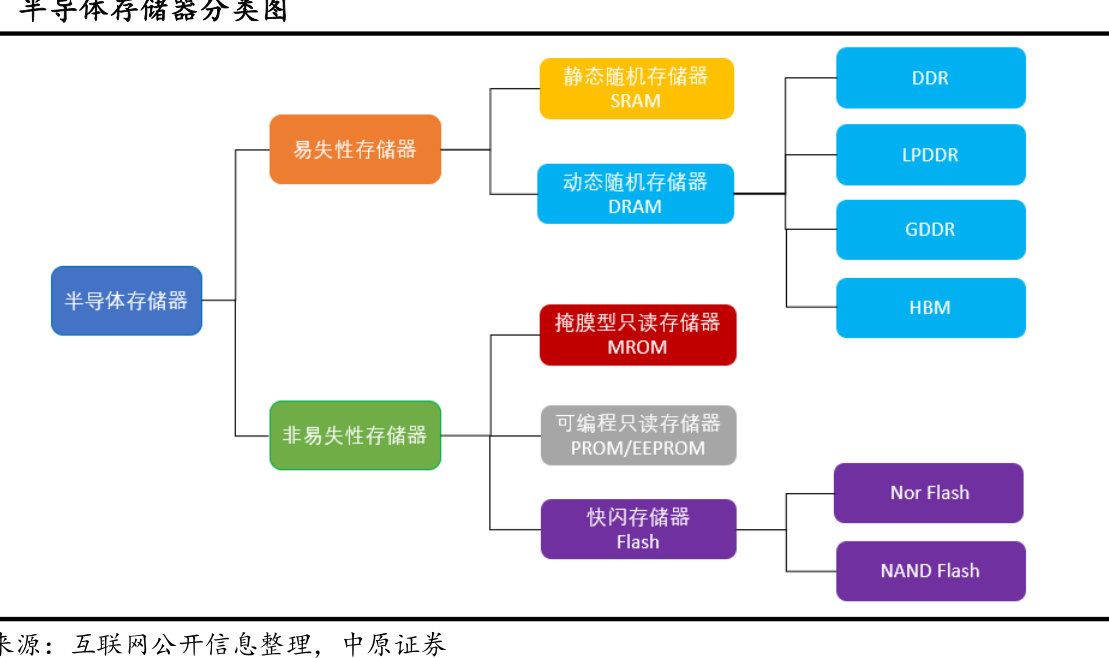 半导体存储器分类图
静态随机存储器
SRAM
DDR
易失性存储器
LPDDR
动态随机存储器
DRAM
GDDR
半导体存储器
HBM
掩膜型只读存储器
MROM
非易失性存储器
可编程只读存储器
PROM/EEPROM
Nor Flash
快闪存储器
Flash
NAND Flash
来源：互联网公开信息整理，中原证券